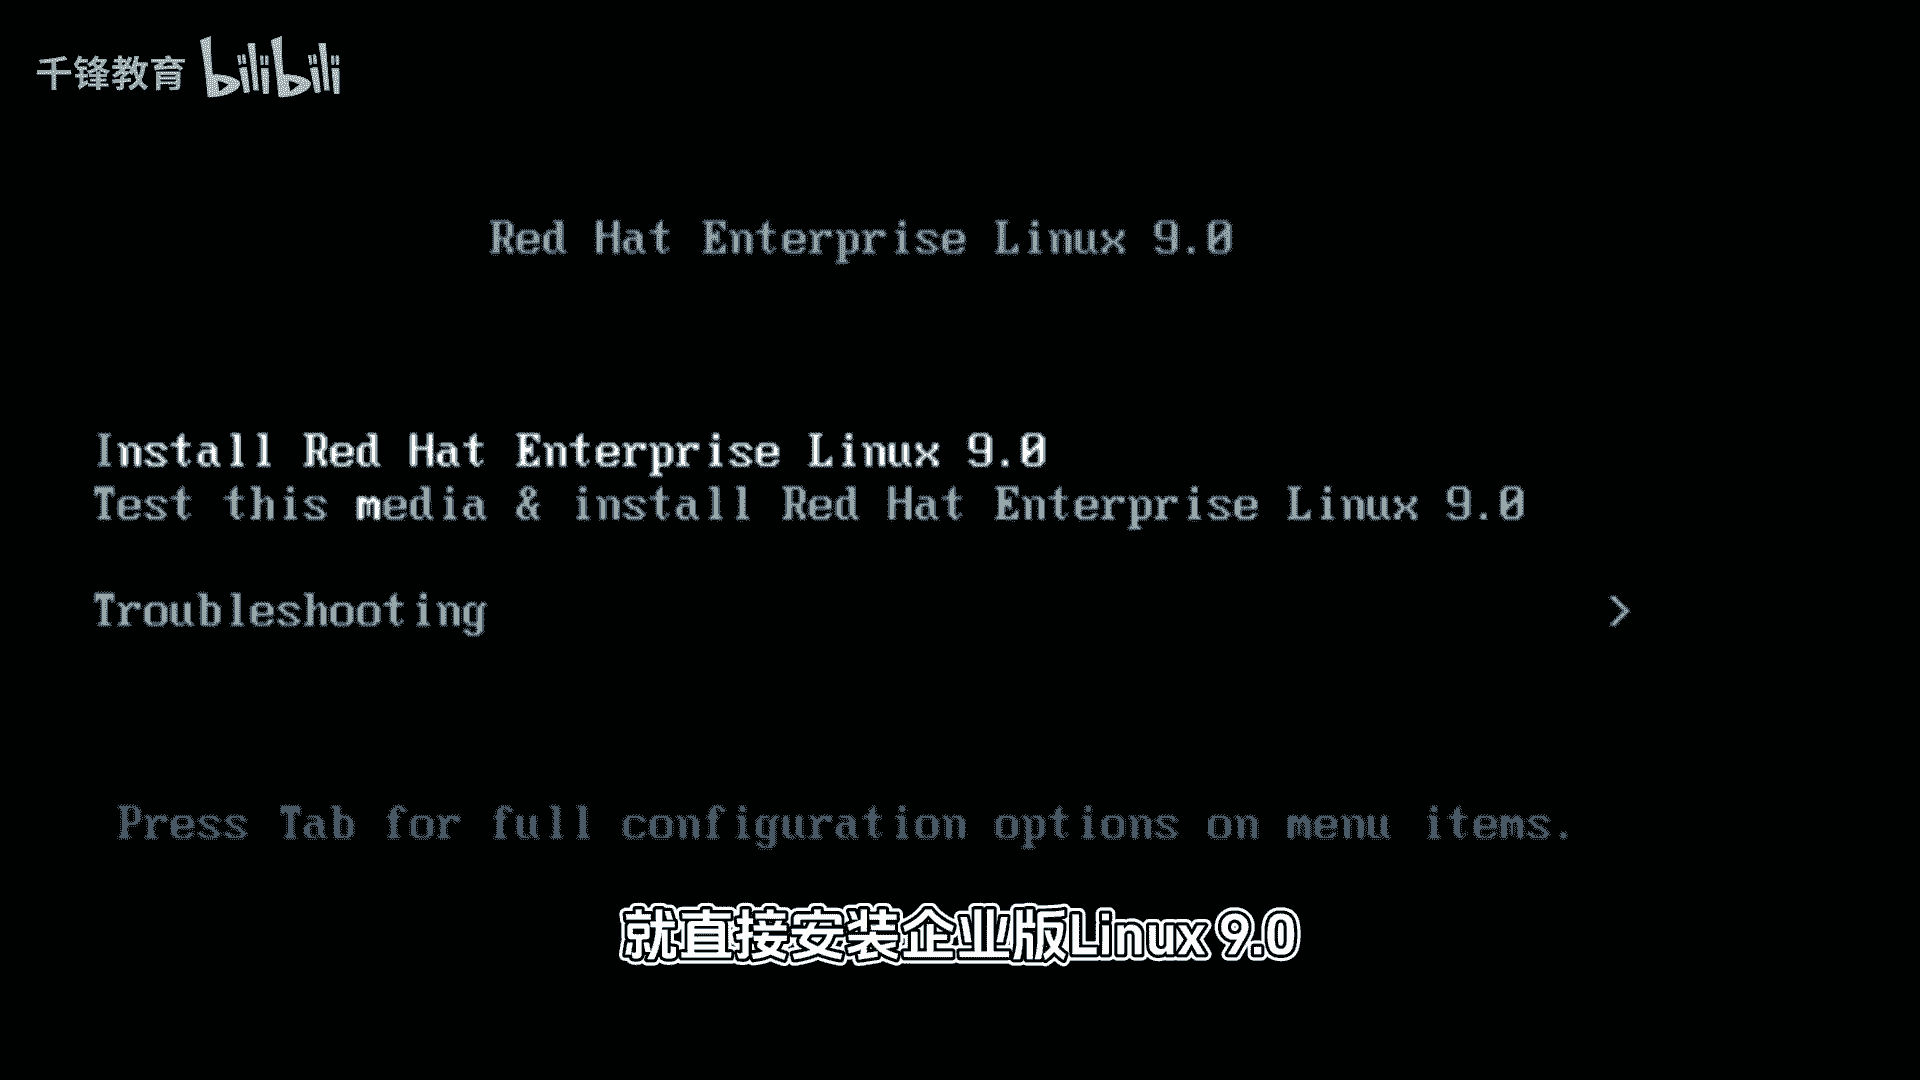 千锋教育 bilibili
Red Hat Enterprise Linux 9.0
Install Red Hat Enterprise Linux 9.0
Test this media & install Red Hat Enterprise Linux 9.0
Troubleshooting >
Press Tab for full configuration options on menu items.
就直接安装企业版Linux 9.0